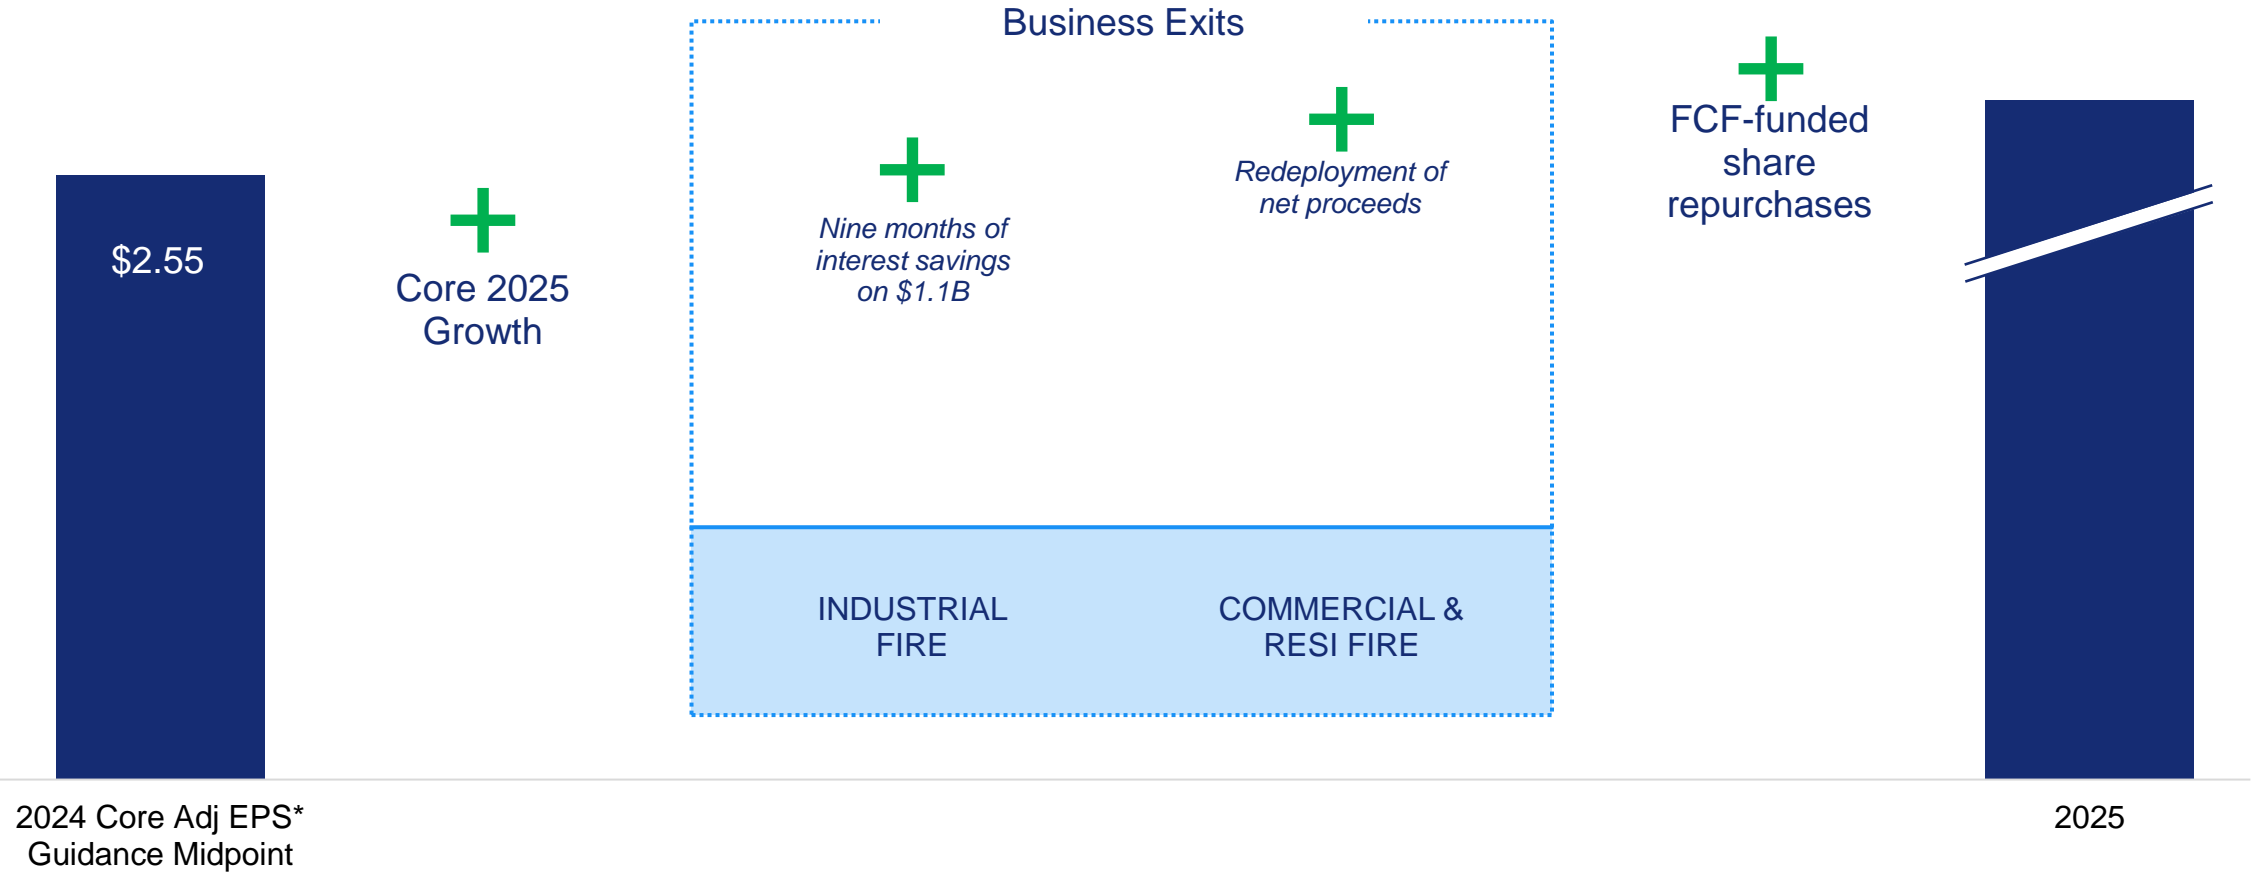 Business Exits
$2.55
Core 2025
Growth
Nine months of
interest savings
on $1.1B
Redeployment of
net proceeds
FCF-funded
share
repurchases
INDUSTRIAL
FIRE
COMMERCIAL &
RESI FIRE
2024 Core Adj EPS*
Guidance Midpoint
2025